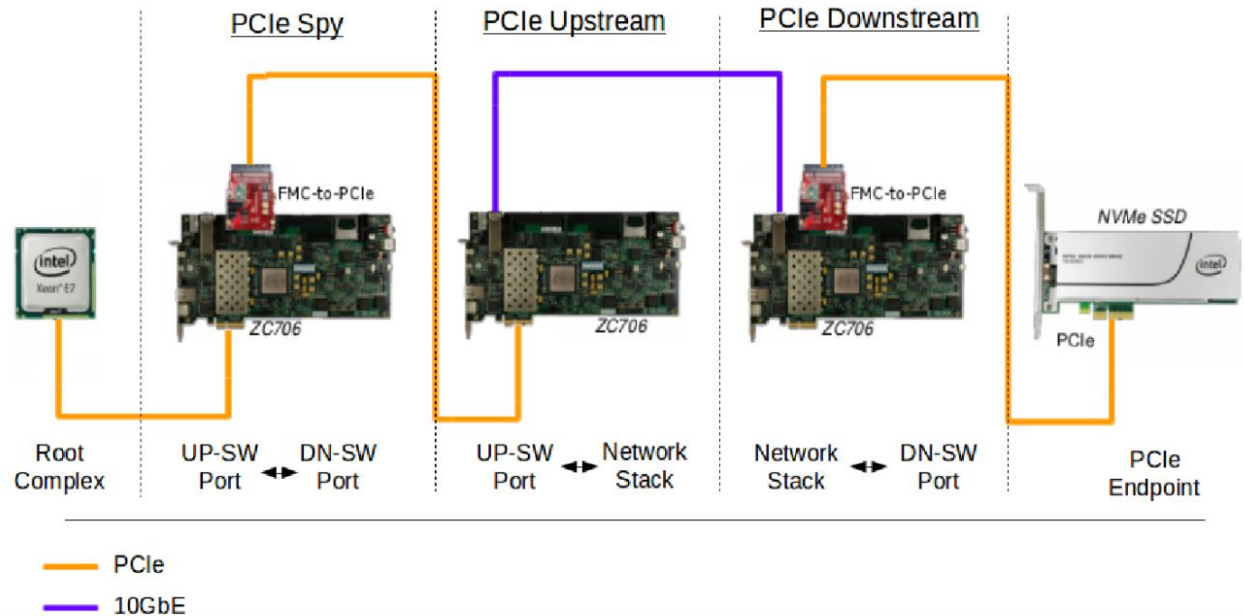 PCIe Spy
PCIe Upstream
PCIe Downstream
FMC-to-PCIe
FMC-to-PCIe
NVMe SSD
intel
Xeon® E7
intel
ZC706
ZC706
ZC706
PCIe
Root
Complex
UP-SW
Port
DN-SW
Port
UP-SW
Port
Network
Stack
Network
Stack
DN-SW
Port
PCIe
Endpoint
PCIe
10GbE